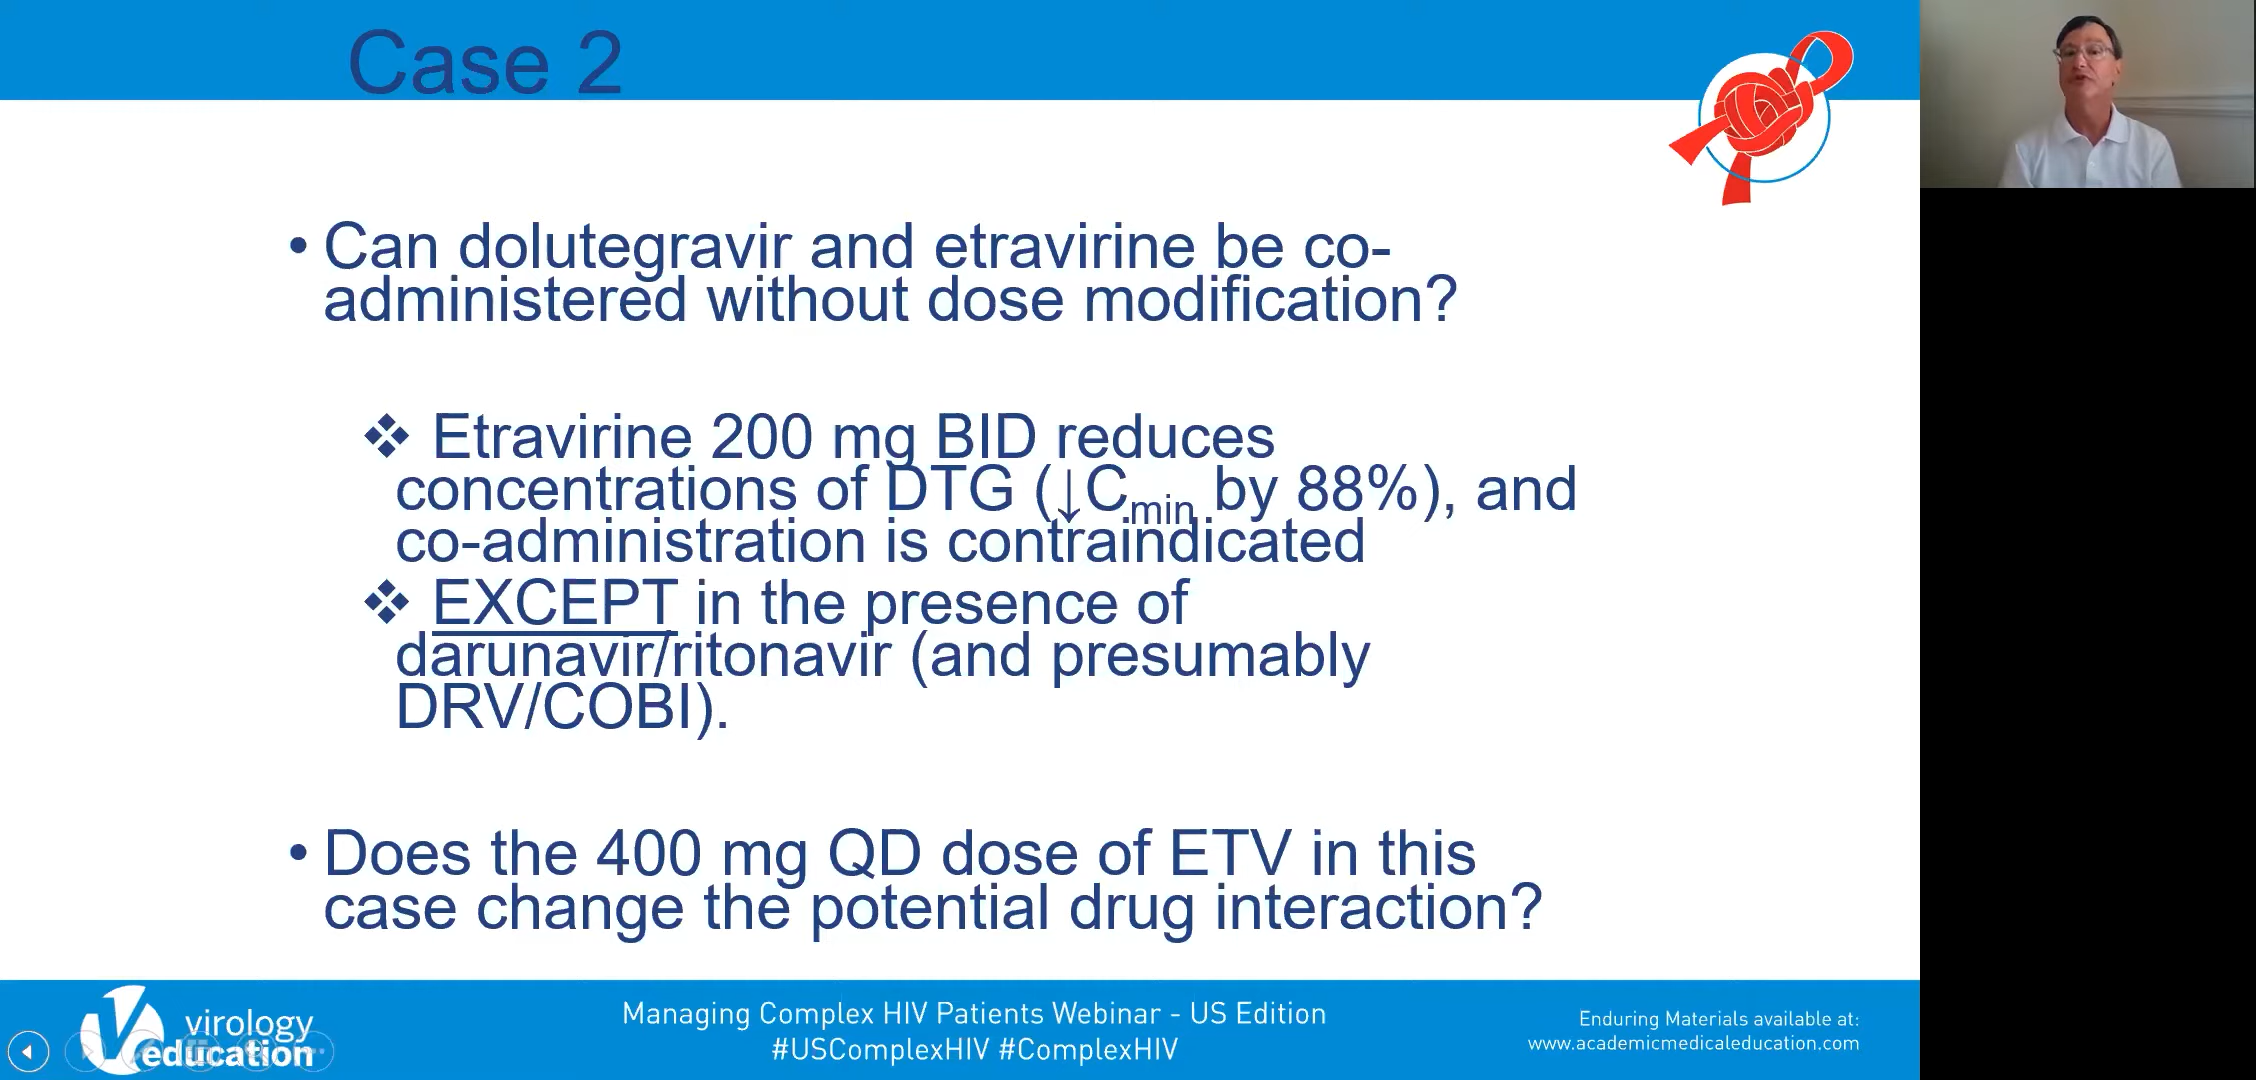 Case 2
• Can dolutegravir and etravirine be co-
administered without dose modification?
❖ Etravirine 200 mg BID reduces
concentrations of DTG (↓Cmin by 88%), and
co-administration is contraindicated
❖ EXCEPT in the presence of
darunavir/ritonavir (and presumably
DRV/COBI).
• Does the 400 mg QD dose of ETV in this
case change the potential drug interaction?
virology
education
Managing Complex HIV Patients Webinar - US Edition
#USComplexHIV #ComplexHIV
Enduring Materials available at:
www.academicmedicaleducation.com